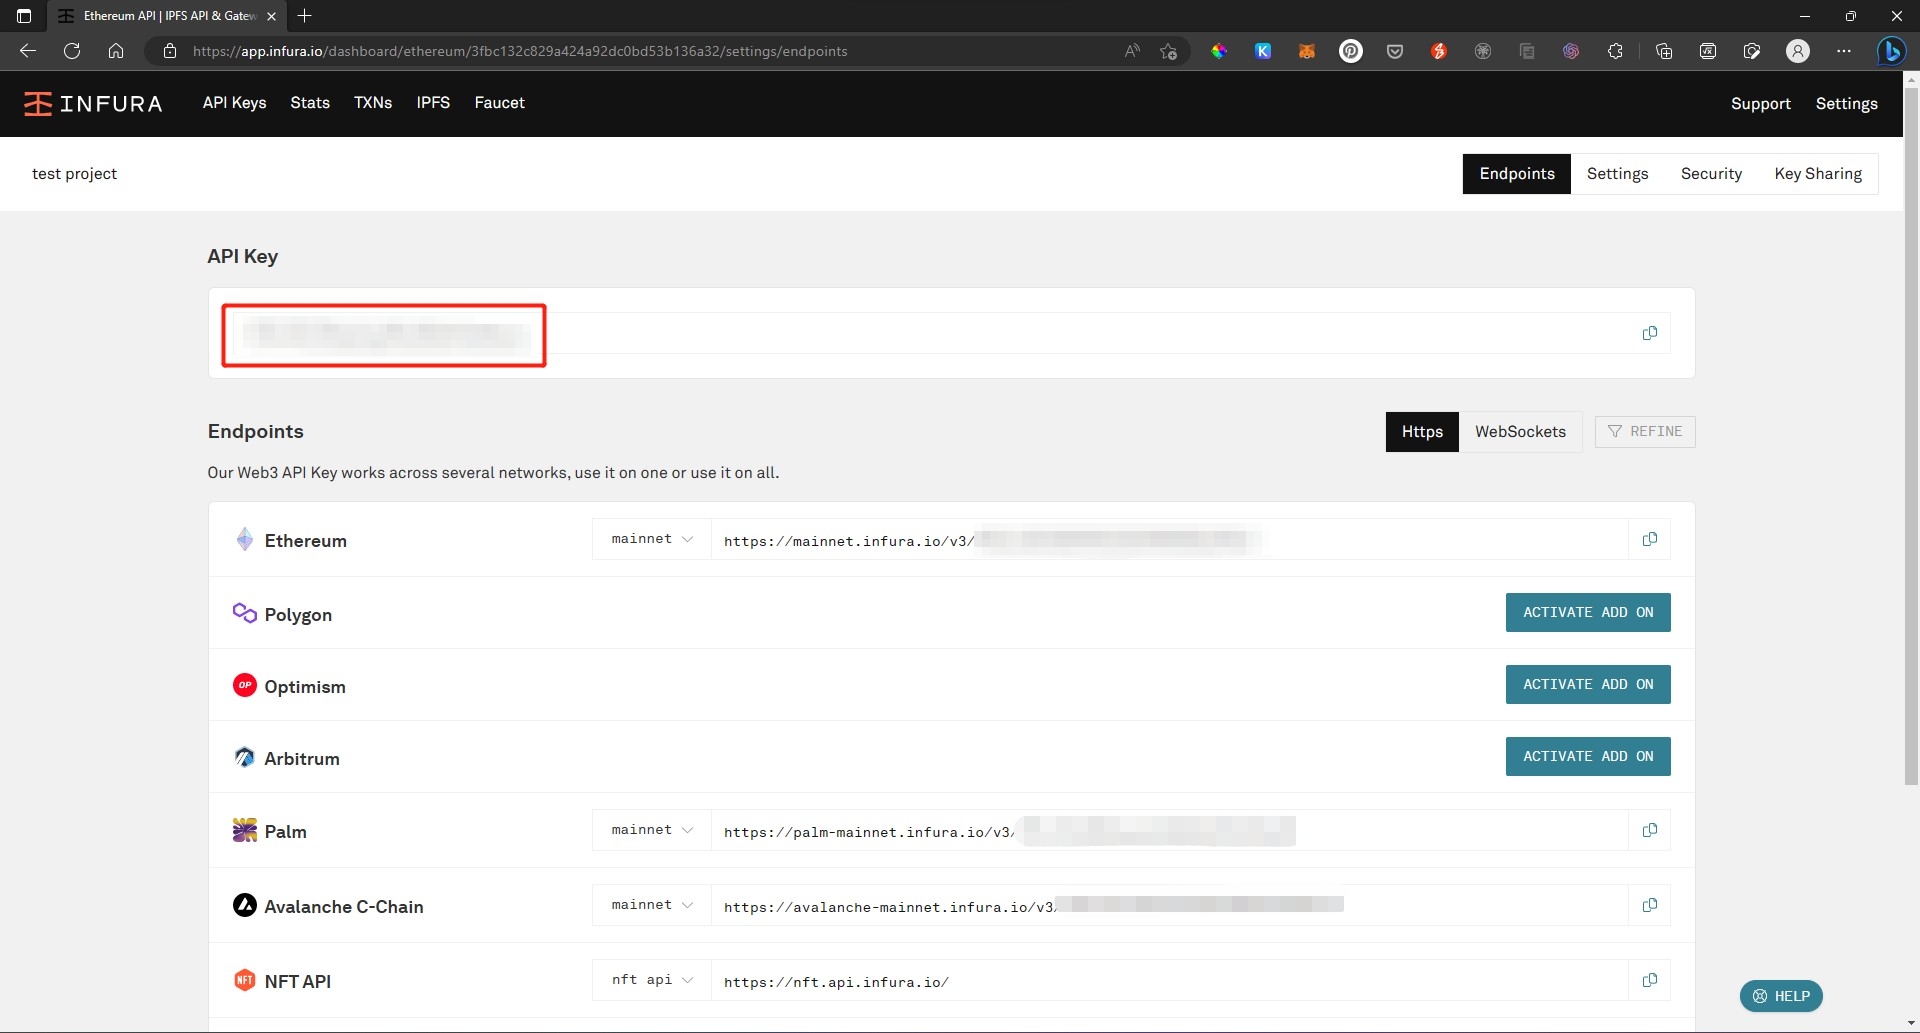 Ethereum API | IPFS API & Gatew
https://app.infura.io/dashboard/ethereum/3fbc132c829a424a92dc0bd53b136a32/settings/endpoints
INFURA API Keys Stats TXNs IPFS Faucet Support Settings
test project Endpoints Settings Security Key Sharing
API Key
Endpoints Https WebSockets REFINE
Our Web3 API Key works across several networks, use it on one or use it on all.
Ethereum mainnet https://mainnet.infura.io/v3/
Polygon ACTIVATE ADD ON
OP Optimism ACTIVATE ADD ON
Arbitrum ACTIVATE ADD ON
Palm mainnet https://palm-mainnet.infura.io/v3/
Avalanche C-Chain mainnet https://avalanche-mainnet.infura.io/v3/
NFT NFT API nft api https://nft.api.infura.io/
HELP